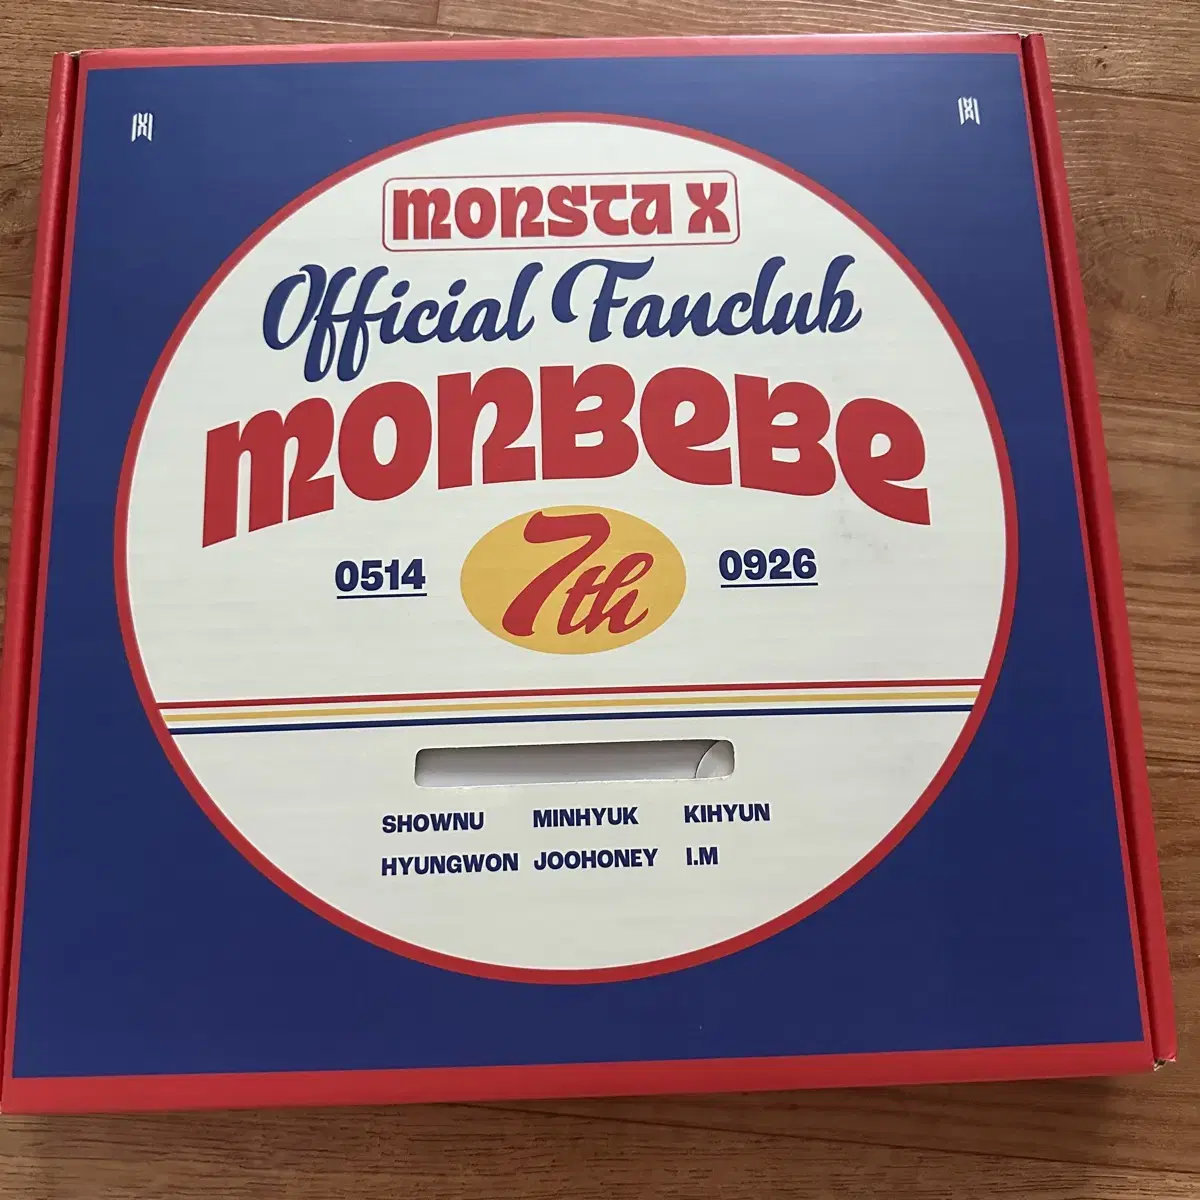 MONSTA X
Official Fanclub
MONBEBE
0514 7th 0926
SHOWNU MINHYUK KIHYUN
HYUNGWON JOOHONEY I.M